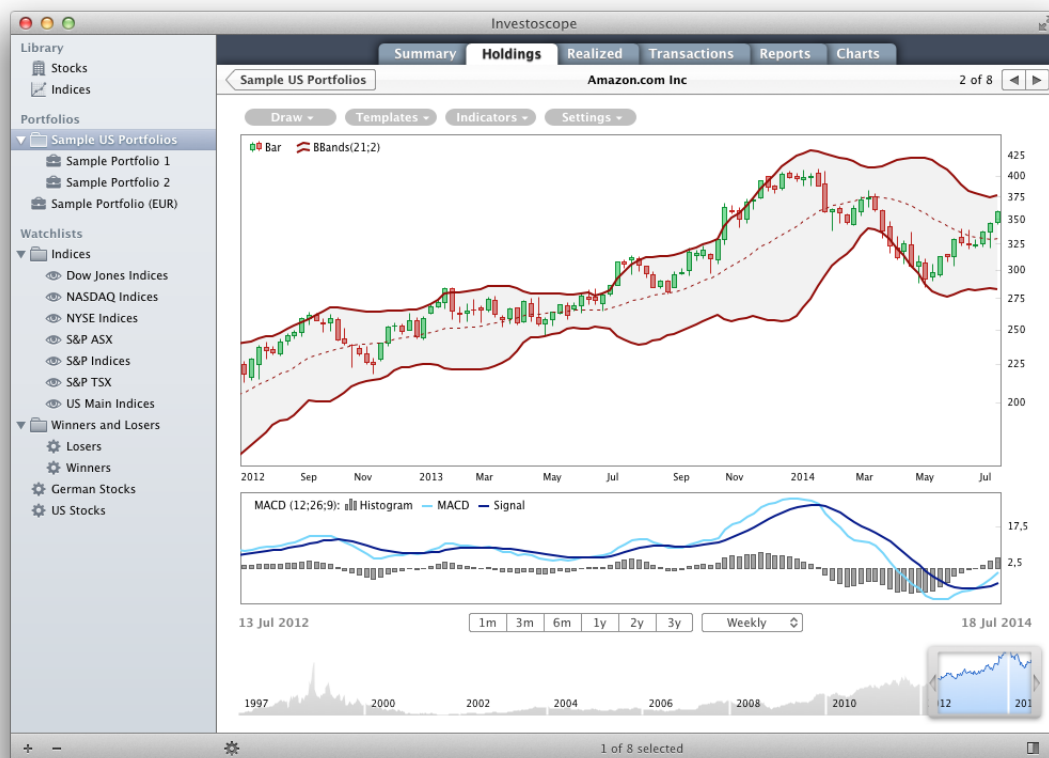 Investoscope
Library
Stocks
Indices
Portfolios
Sample US Portfolios
Sample Portfolio 1
Sample Portfolio 2
Sample Portfolio (EUR)
Watchlists
Indices
Dow Jones Indices
NASDAQ Indices
NYSE Indices
S&P ASX
S&P Indices
S&P TSX
US Main Indices
Winners and Losers
Losers
Winners
German Stocks
US Stocks
Summary Holdings Realized Transactions Reports Charts
Sample US Portfolios Amazon.com Inc 2 of 8
Draw Templates Indicators Settings
Bar BBands(21;2)
425
400
375
350
325
300
275
250
225
200
2012 Sep Nov 2013 Mar May Jul Sep Nov 2014 Mar May Jul
MACD (12;26;9): Histogram MACD Signal
17,5
2,5
13 Jul 2012 1m 3m 6m 1y 2y 3y Weekly 18 Jul 2014
1997 2000 2002 2004 2006 2008 2010 12 201
1 of 8 selected